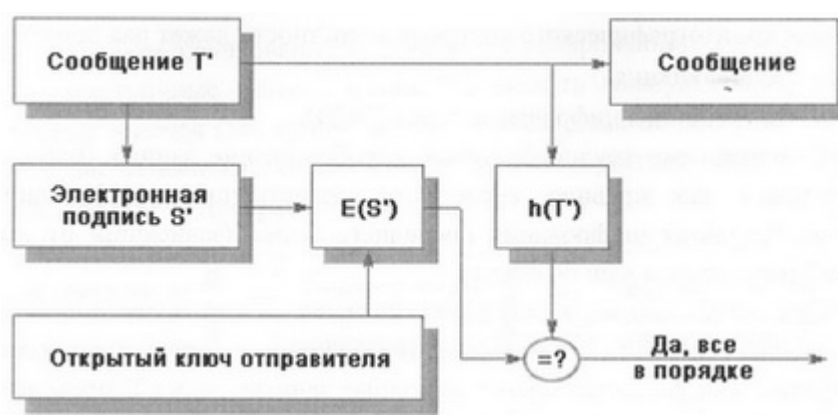 Сообщение T'
Сообщение
Электронная
подпись S'
E(S')
h(T')
Открытый ключ отправителя
=?
Да, все
в порядке